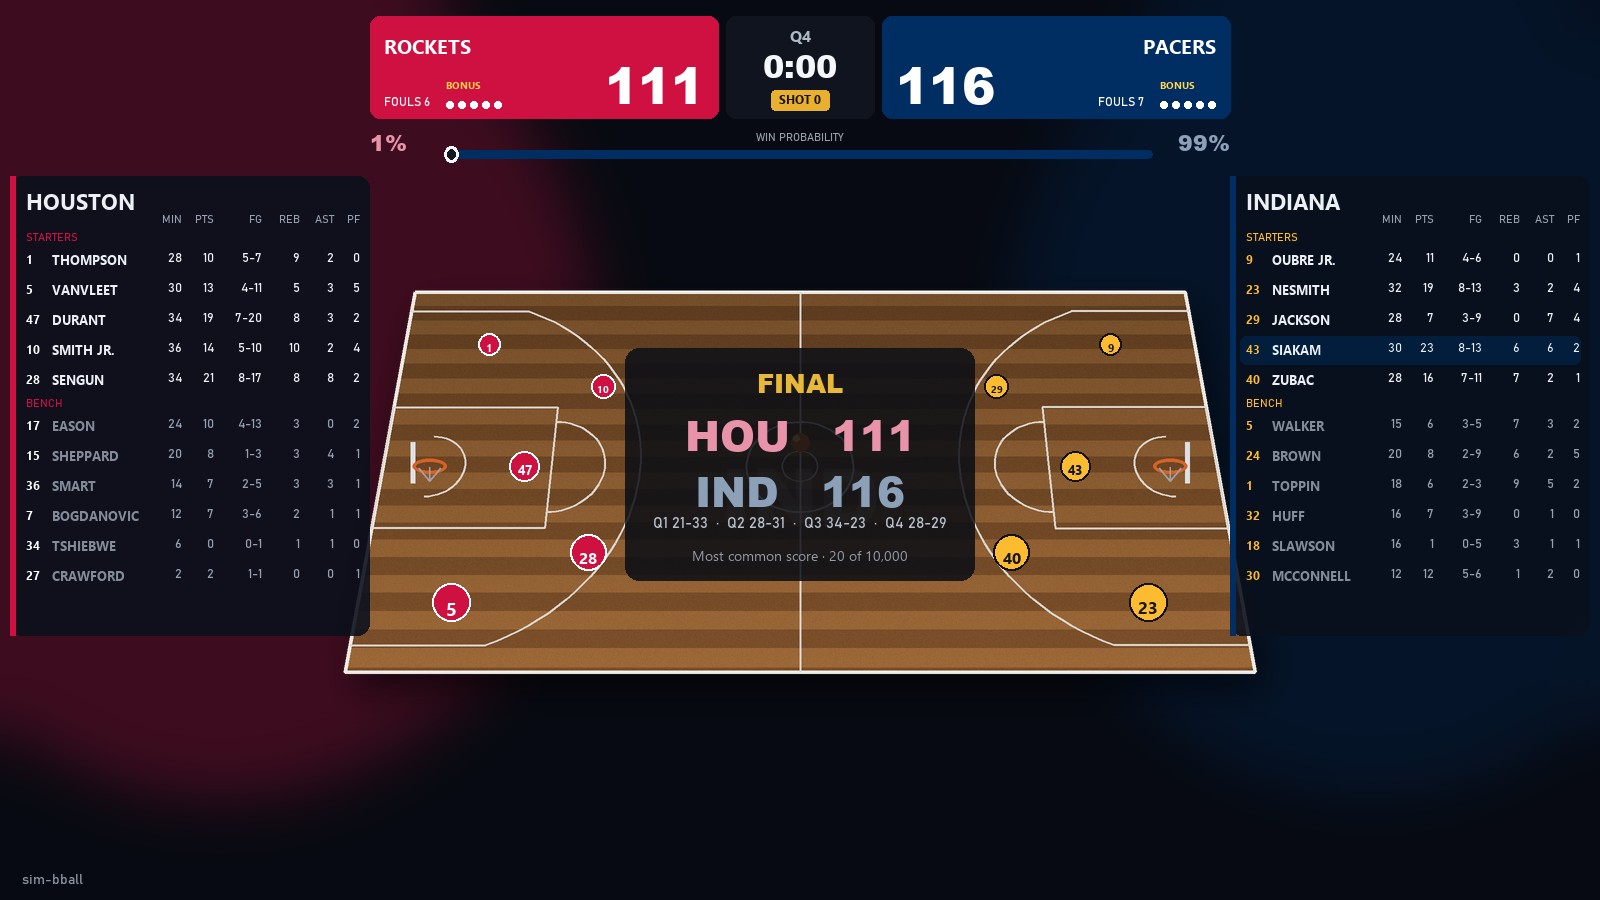 ROCKETS
BONUS
FOULS 6
111
Q4
0:00
SHOT 0
PACERS
116
BONUS
FOULS 7
1%
WIN PROBABILITY
99%
HOUSTON
MIN PTS FG REB AST PF
STARTERS
1 THOMPSON 28 10 5-7 9 2 0
5 VANVLEET 30 13 4-11 5 3 5
47 DURANT 34 19 7-20 8 3 2
10 SMITH JR. 36 14 5-10 10 2 4
28 SENGUN 34 21 8-17 8 8 2
BENCH
17 EASON 24 10 4-13 3 0 2
15 SHEPPARD 20 8 1-3 3 4 1
36 SMART 14 7 2-5 3 3 1
7 BOGDANOVIC 12 7 3-6 2 1 1
34 TSHIEBWE 6 0 0-1 1 1 0
27 CRAWFORD 2 2 1-1 0 0 1
1
10
47
28
5
FINAL
HOU 111
IND 116
Q1 21-33 · Q2 28-31 · Q3 34-23 · Q4 28-29
Most common score · 20 of 10,000
9
29
43
40
23
INDIANA
MIN PTS FG REB AST PF
STARTERS
9 OUBRE JR. 24 11 4-6 0 0 1
23 NESMITH 32 19 8-13 3 2 4
29 JACKSON 28 7 3-9 0 7 4
43 SIAKAM 30 23 8-13 6 6 2
40 ZUBAC 28 16 7-11 7 2 1
BENCH
5 WALKER 15 6 3-5 7 3 2
24 BROWN 20 8 2-9 6 2 5
1 TOPPIN 18 6 2-3 9 5 2
32 HUFF 16 7 3-9 0 1 0
18 SLAWSON 16 1 0-5 3 1 1
30 MCCONNELL 12 12 5-6 1 2 0
sim-bball